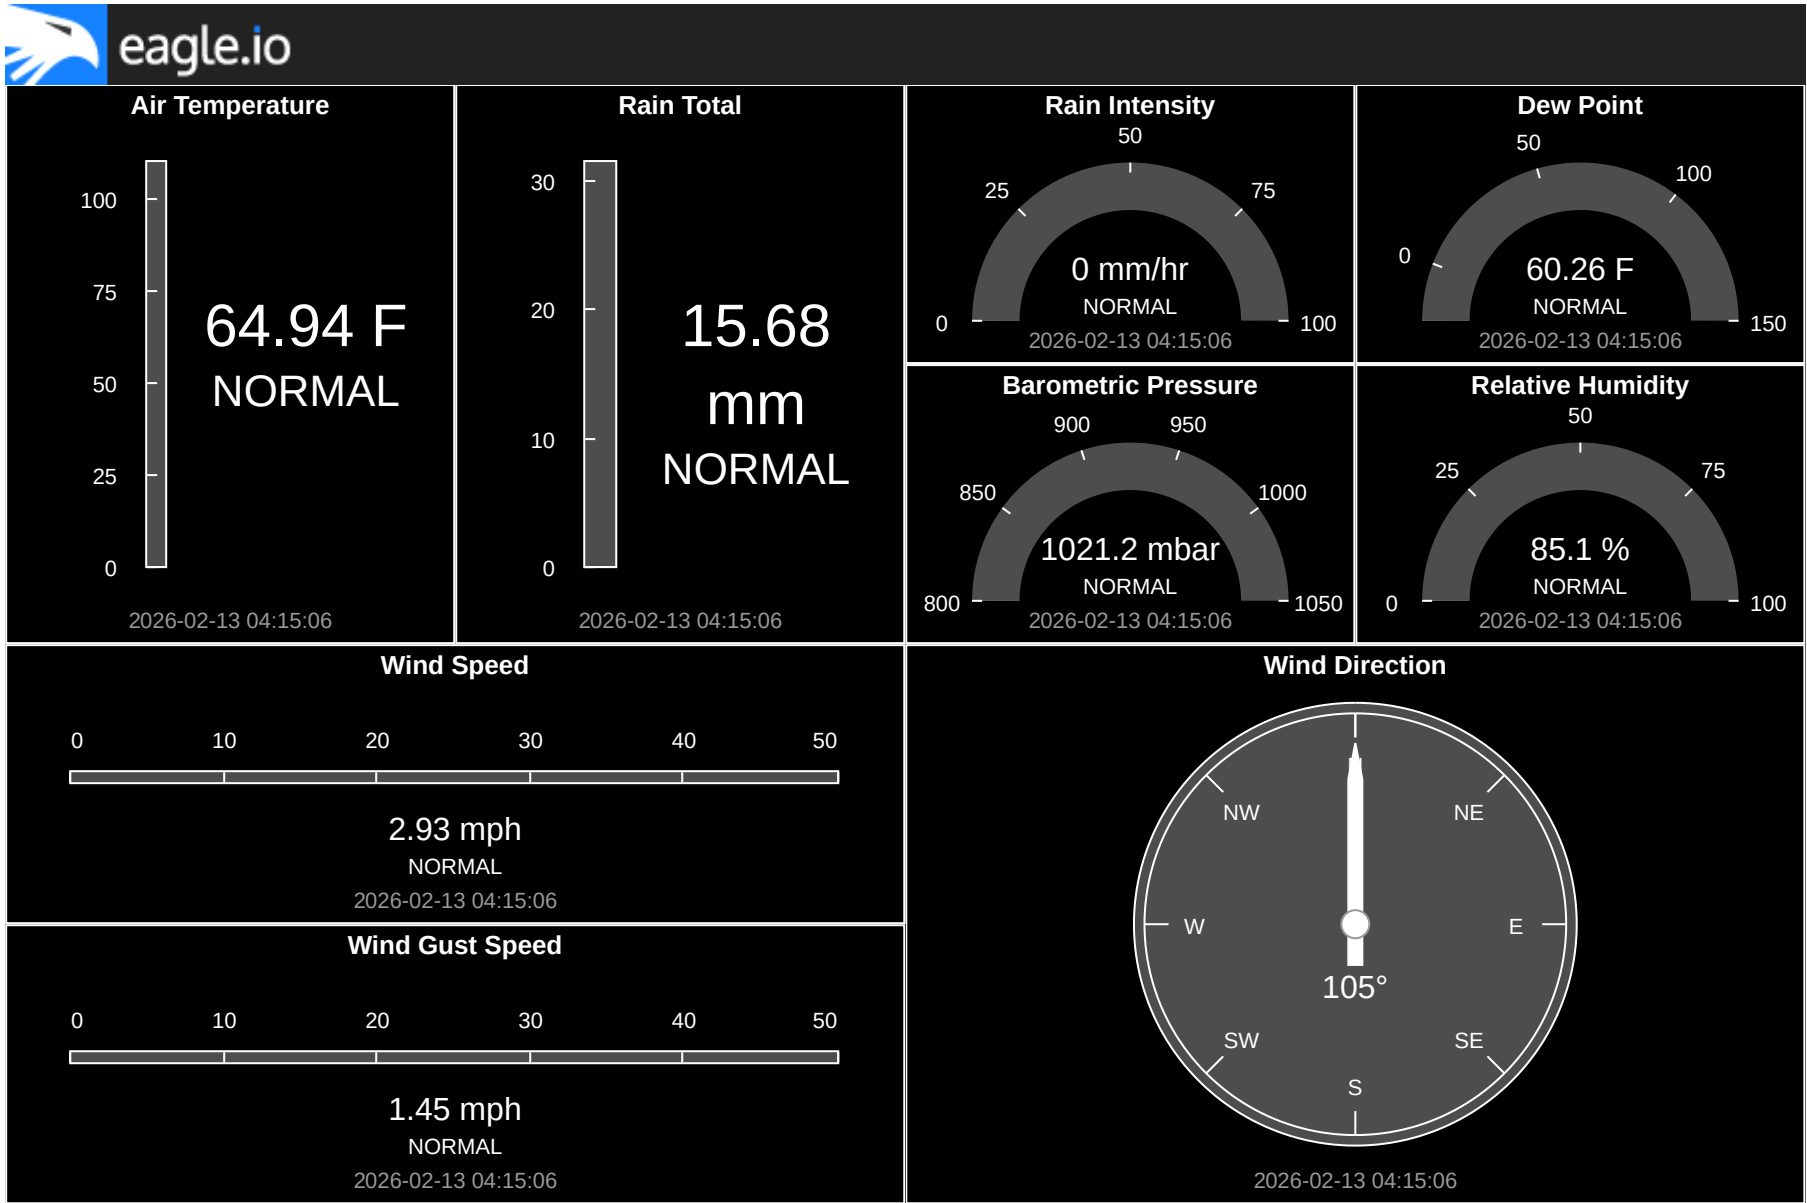 eagle.io
Air Temperature
100
75
50
25
0
64.94 F
NORMAL
2026-02-13 04:15:06
Rain Total
30
20
10
0
15.68
mm
NORMAL
2026-02-13 04:15:06
Rain Intensity
0
25
50
75
100
0 mm/hr
NORMAL
2026-02-13 04:15:06
Dew Point
0
50
100
150
60.26 F
NORMAL
2026-02-13 04:15:06
Barometric Pressure
800
850
900
950
1000
1050
1021.2 mbar
NORMAL
2026-02-13 04:15:06
Relative Humidity
0
25
50
75
100
85.1 %
NORMAL
2026-02-13 04:15:06
Wind Speed
0 10 20 30 40 50
2.93 mph
NORMAL
2026-02-13 04:15:06
Wind Gust Speed
0 10 20 30 40 50
1.45 mph
NORMAL
2026-02-13 04:15:06
Wind Direction
NW NE
W E
105°
SW SE
S
2026-02-13 04:15:06